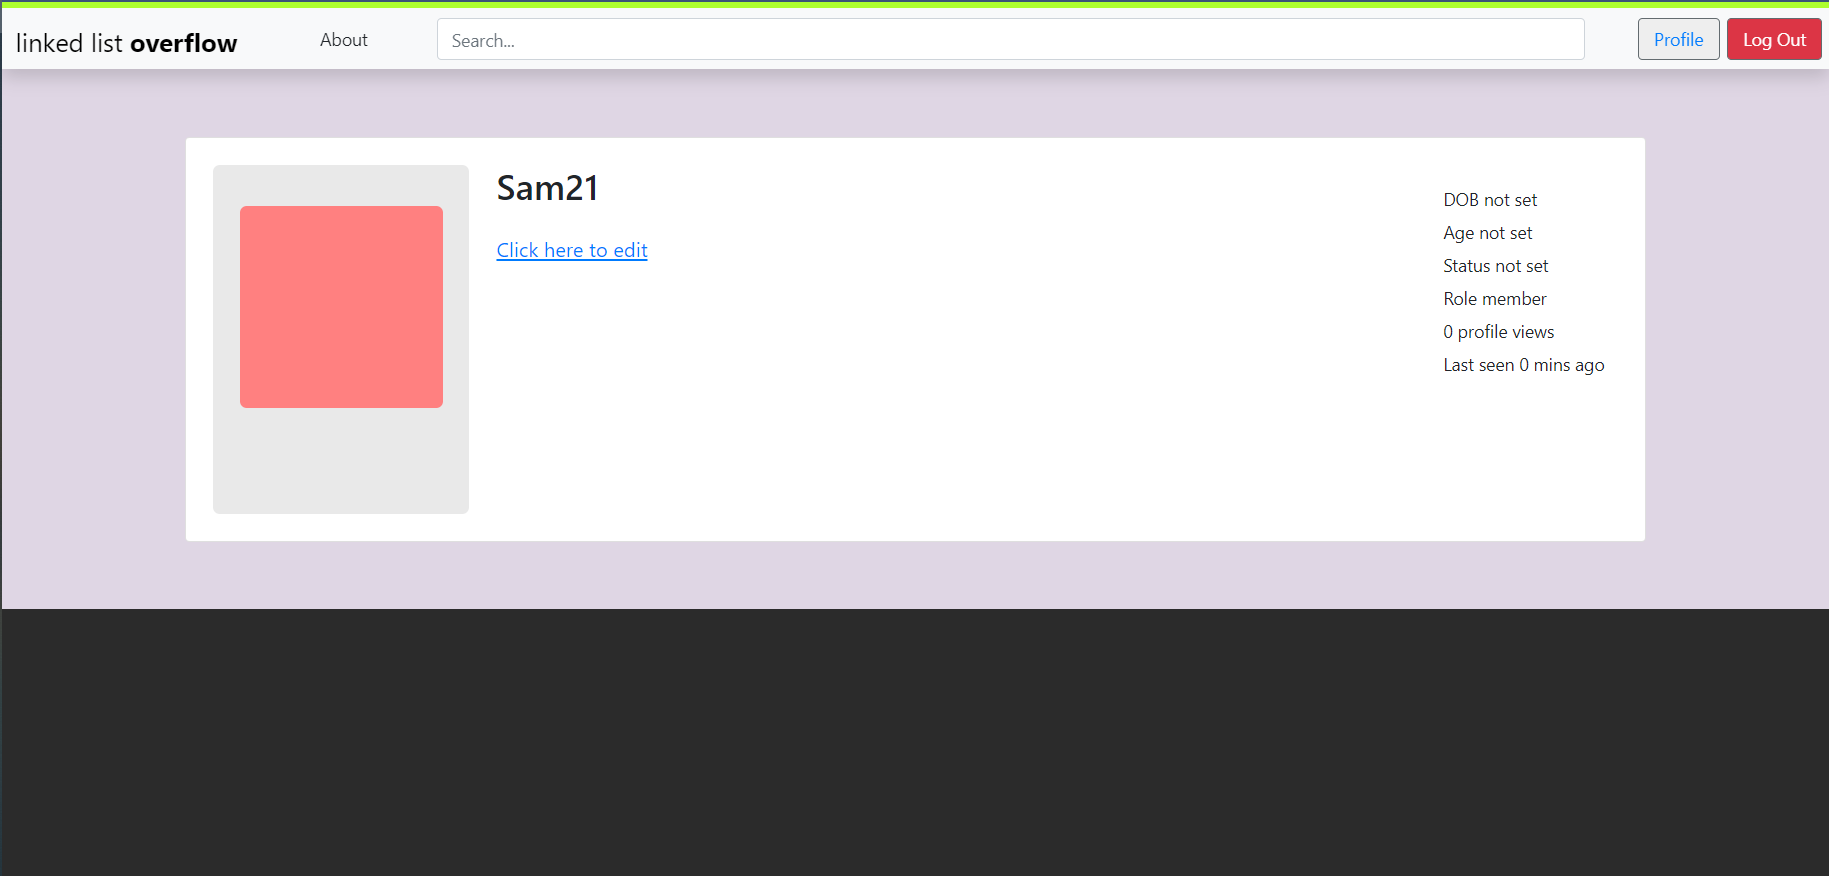 linked list overflow
About
Search...
Profile
Log Out
Sam21
Click here to edit
DOB not set
Age not set
Status not set
Role member
0 profile views
Last seen 0 mins ago